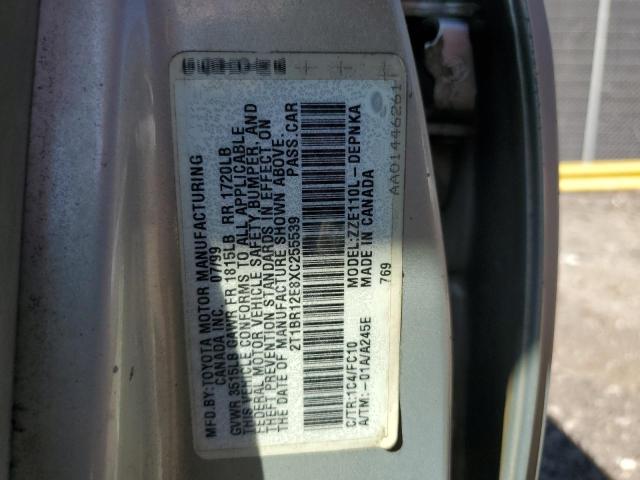 MFD.BY:TOYOTA MOTOR MANUFACTURING
CANADA INC. 07/99
GVWR 3515LB GAWR FR 1815LB RR 1720LB
THIS VEHICLE CONFORMS TO ALL APPLICABLE
FEDERAL MOTOR VEHICLE SAFETY, BUMPER, AND
THEFT PREVENTION STANDARDS IN EFFECT ON
THE DATE OF MANUFACTURE SHOWN ABOVE.
2T1BR12E8XC255539 PASS.CAR
C/TR:1C4/FC10 MODEL:ZZE110L-DEPNKA
A/TM:-01A/A245E MADE IN CANADA
769
AA01446261